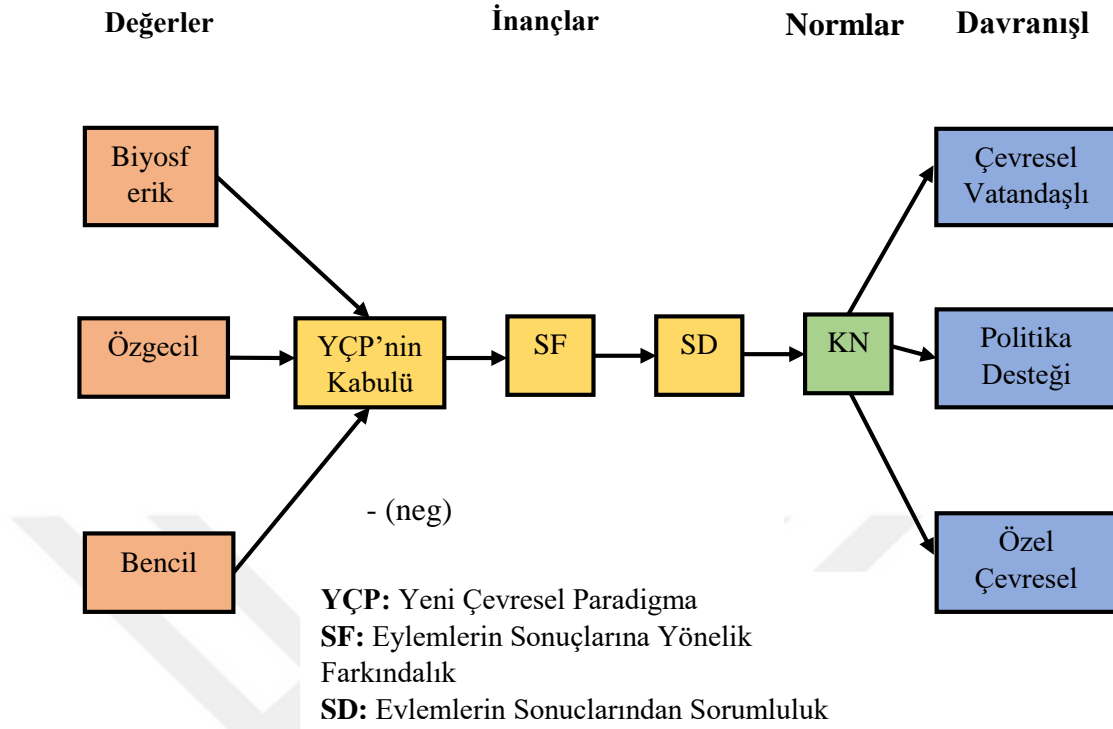 Değerler İnançlar Normlar Davranışl
Biyosf
erik
Çevresel
Vatandaşlı
Özgecil
YÇP’nin
Kabulü
SF
SD
KN
Politika
Desteği
- (neg)
Bencil
Özel
Çevresel
YÇP: Yeni Çevresel Paradigma
SF: Eylemlerin Sonuçlarına Yönelik
Farkındalık
SD: Eylemlerin Sonuçlarından Sorumluluk